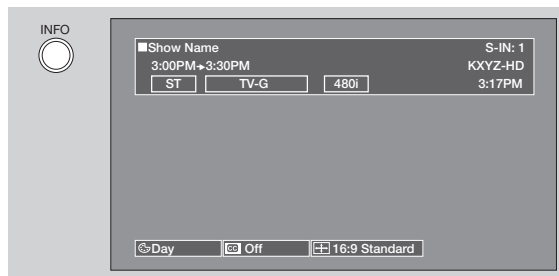 INFO
Show Name S-IN: 1
3:00PM→3:30PM KXYZ-HD
ST TV-G 480i 3:17PM
Day CC Off 16:9 Standard